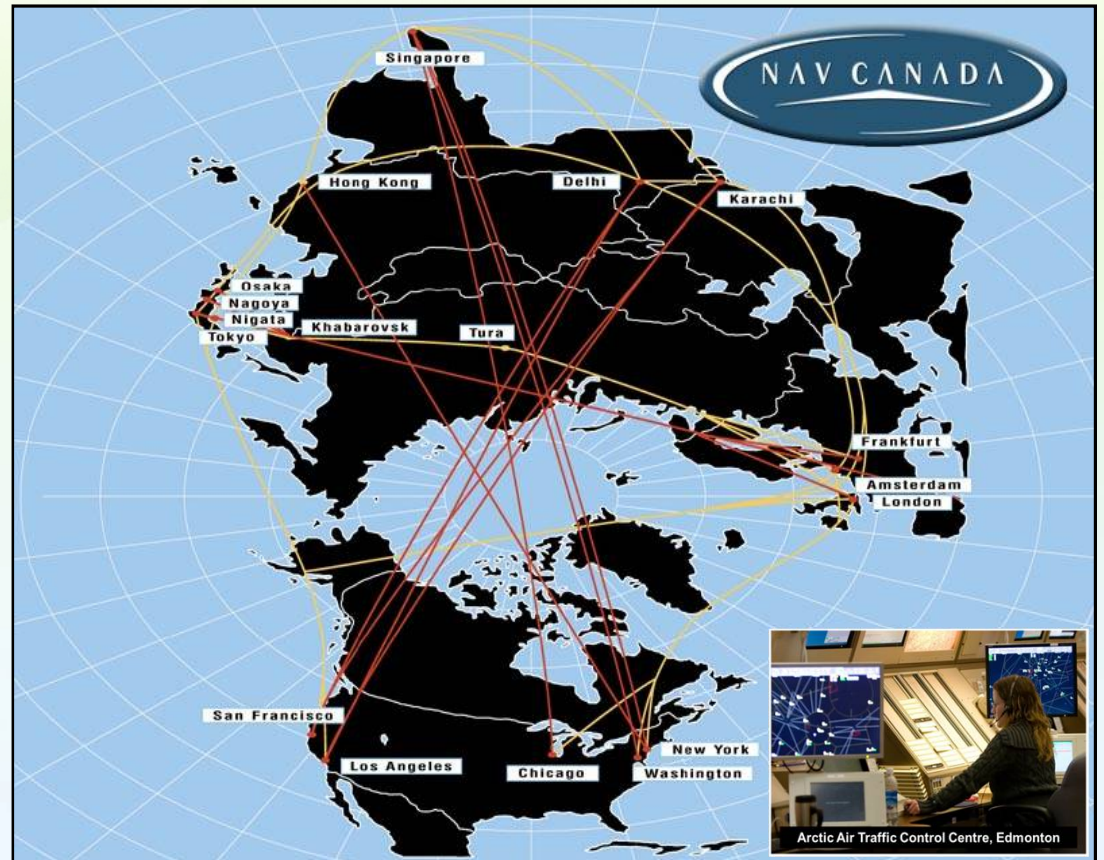 Singapore
NAV CANADA
Hong Kong
Delhi
Karachi
Osaka
Nagoya
Nigata
Khabarovsk
Tura
Tokyo
Frankfurt
Amsterdam
London
San Francisco
New York
Los Angeles
Chicago
Washington
Arctic Air Traffic Control Centre, Edmonton